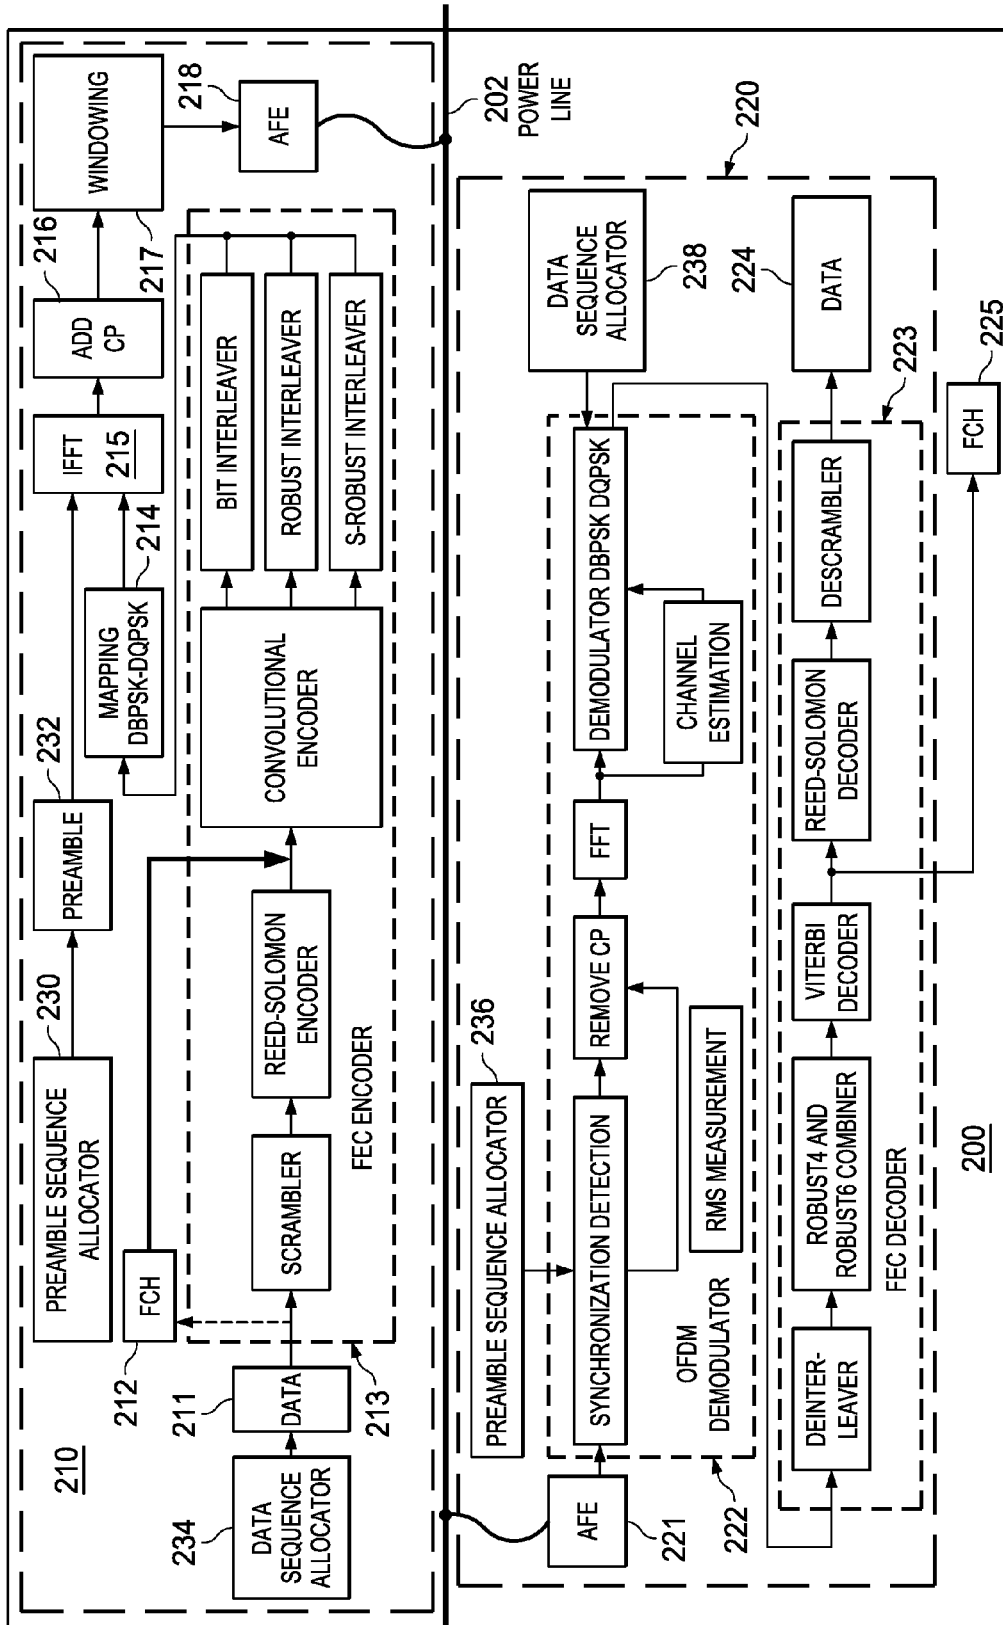 210
234
DATA
SEQUENCE
ALLOCATOR
211
DATA
212
FCH
PREAMBLE SEQUENCE
ALLOCATOR
230
PREAMBLE
232
213
SCRAMBLER
REED-SOLOMON
ENCODER
FEC ENCODER
CONVOLUTIONAL
ENCODER
BIT INTERLEAVER
ROBUST INTERLEAVER
S-ROBUST INTERLEAVER
MAPPING
DBPSK-DQPSK
214
IFFT
215
ADD
CP
216
WINDOWING
217
218
AFE
202
POWER
LINE
220
AFE
221
222
PREAMBLE SEQUENCE ALLOCATOR
236
SYNCHRONIZATION DETECTION
REMOVE CP
FFT
DEMODULATOR DBPSK DQPSK
CHANNEL
ESTIMATION
RMS MEASUREMENT
OFDM
DEMODULATOR
DATA
SEQUENCE
ALLOCATOR
238
DEINTER-
LEAVER
ROBUST4 AND
ROBUST6 COMBINER
FEC DECODER
VITERBI
DECODER
REED-SOLOMON
DECODER
DESCRAMBLER
223
DATA
224
FCH
225
200